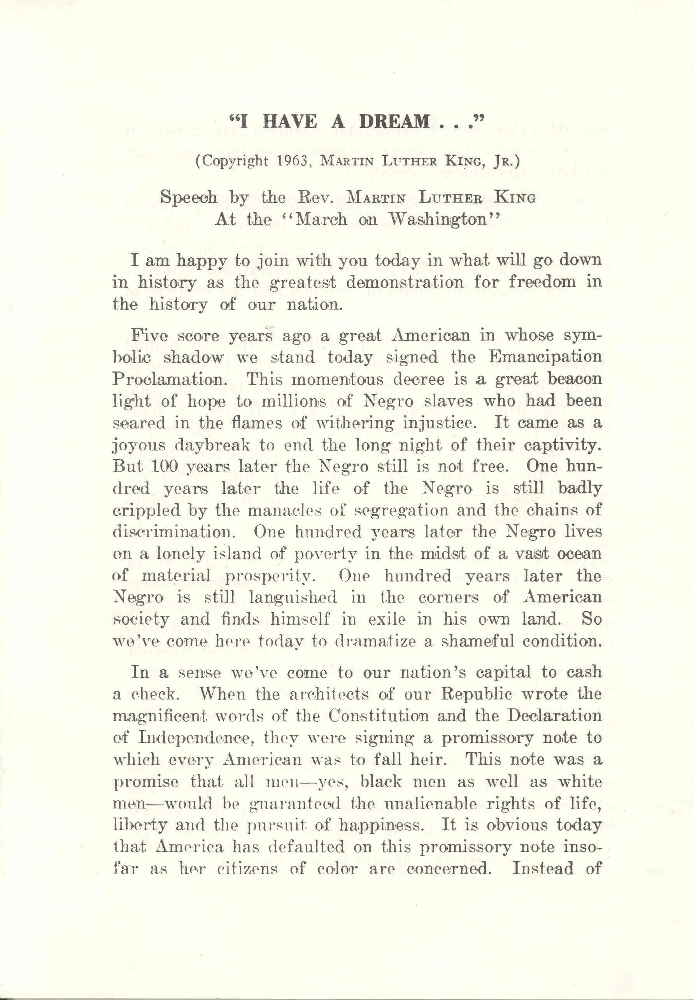 “I HAVE A DREAM . . .”
(Copyright 1963, MARTIN LUTHER KING, JR.)
Speech by the Rev. MARTIN LUTHER KING
At the “March on Washington”
I am happy to join with you today in what will go down
in history as the greatest demonstration for freedom in
the history of our nation.
Five score years ago a great American in whose sym-
bolic shadow we stand today signed the Emancipation
Proclamation. This momentous decree is a great beacon
light of hope to millions of Negro slaves who had been
seared in the flames of withering injustice. It came as a
joyous daybreak to end the long night of their captivity.
But 100 years later the Negro still is not free. One hun-
dred years later the life of the Negro is still badly
crippled by the manacles of segregation and the chains of
discrimination. One hundred years later the Negro lives
on a lonely island of poverty in the midst of a vast ocean
of material prosperity. One hundred years later the
Negro is still languished in the corners of American
society and finds himself in exile in his own land. So
we’ve come here today to dramatize a shameful condition.
In a sense we’ve come to our nation’s capital to cash
a check. When the architects of our Republic wrote the
magnificent words of the Constitution and the Declaration
of Independence, they were signing a promissory note to
which every American was to fall heir. This note was a
promise that all men—yes, black men as well as white
men—would be guaranteed the unalienable rights of life,
liberty and the pursuit of happiness. It is obvious today
that America has defaulted on this promissory note inso-
far as her citizens of color are concerned. Instead of